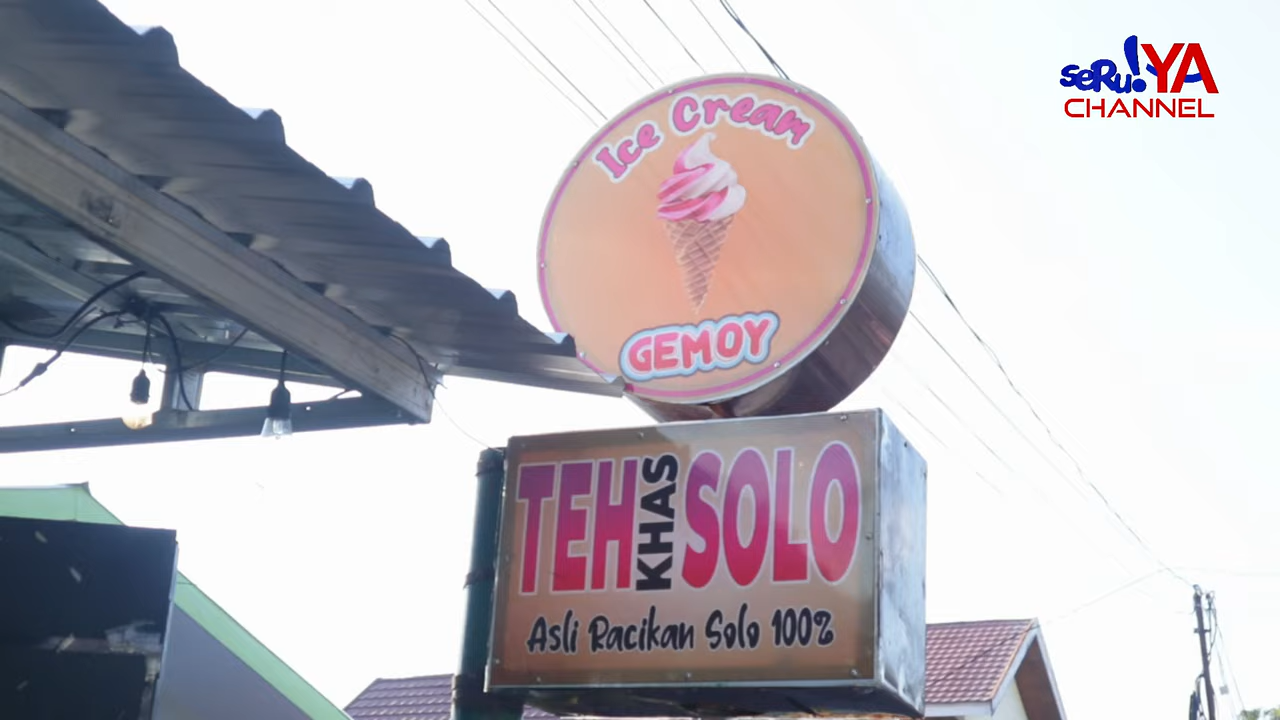 seRu!YA
CHANNEL
Ice Cream
GEMOY
TEH KHAS SOLO
Asli Racikan Solo 100%